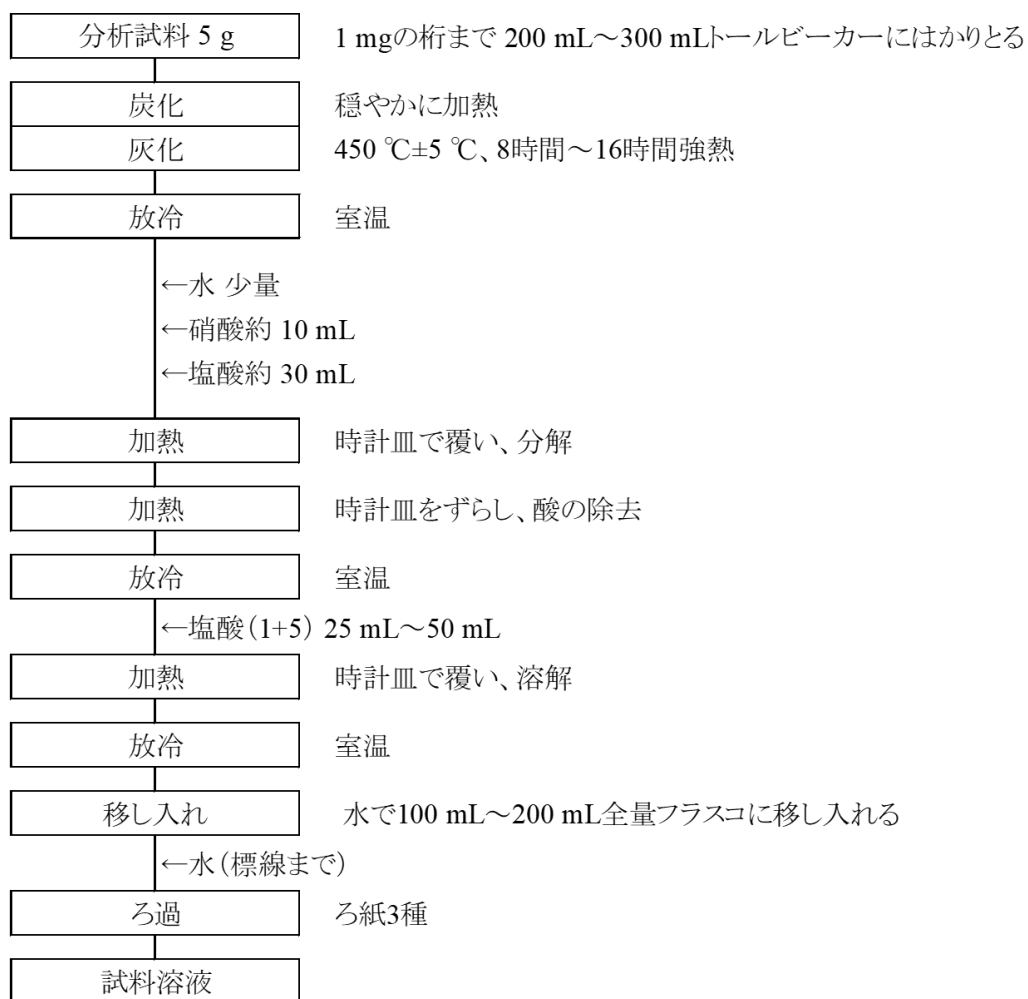 分析試料 5 g 1 mgの桁まで 200 mL～300 mLトールビーカーにはかりとる
炭化 穏やかに加熱
灰化 450 ℃±5 ℃、8時間～16時間強熱
放冷 室温
←水 少量
←硝酸約 10 mL
←塩酸約 30 mL
加熱 時計皿で覆い、分解
加熱 時計皿をずらし、酸の除去
放冷 室温
←塩酸(1+5) 25 mL～50 mL
加熱 時計皿で覆い、溶解
放冷 室温
移し入れ 水で100 mL～200 mL全量フラスコに移し入れる
←水(標線まで)
ろ過 ろ紙3種
試料溶液